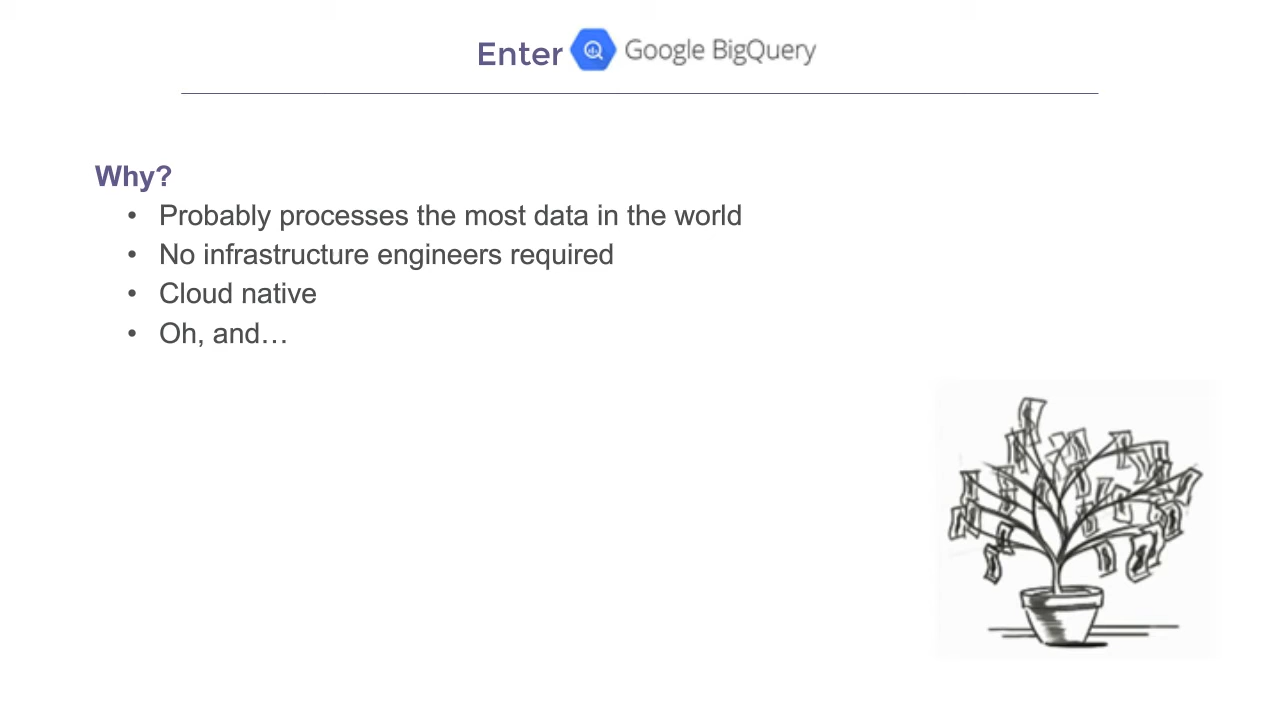 Enter Google BigQuery
Why?
• Probably processes the most data in the world
• No infrastructure engineers required
• Cloud native
• Oh, and…